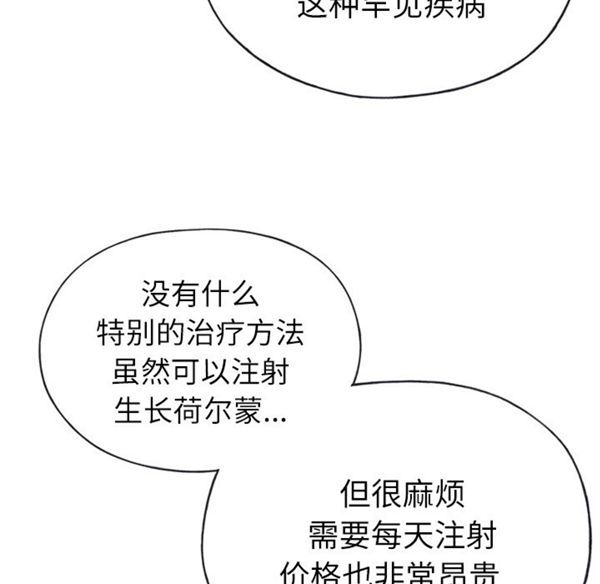 这种罕见疾病
没有什么
特别的治疗方法
虽然可以注射
生长荷尔蒙...
但很麻烦
需要每天注射
价格也非常昂贵